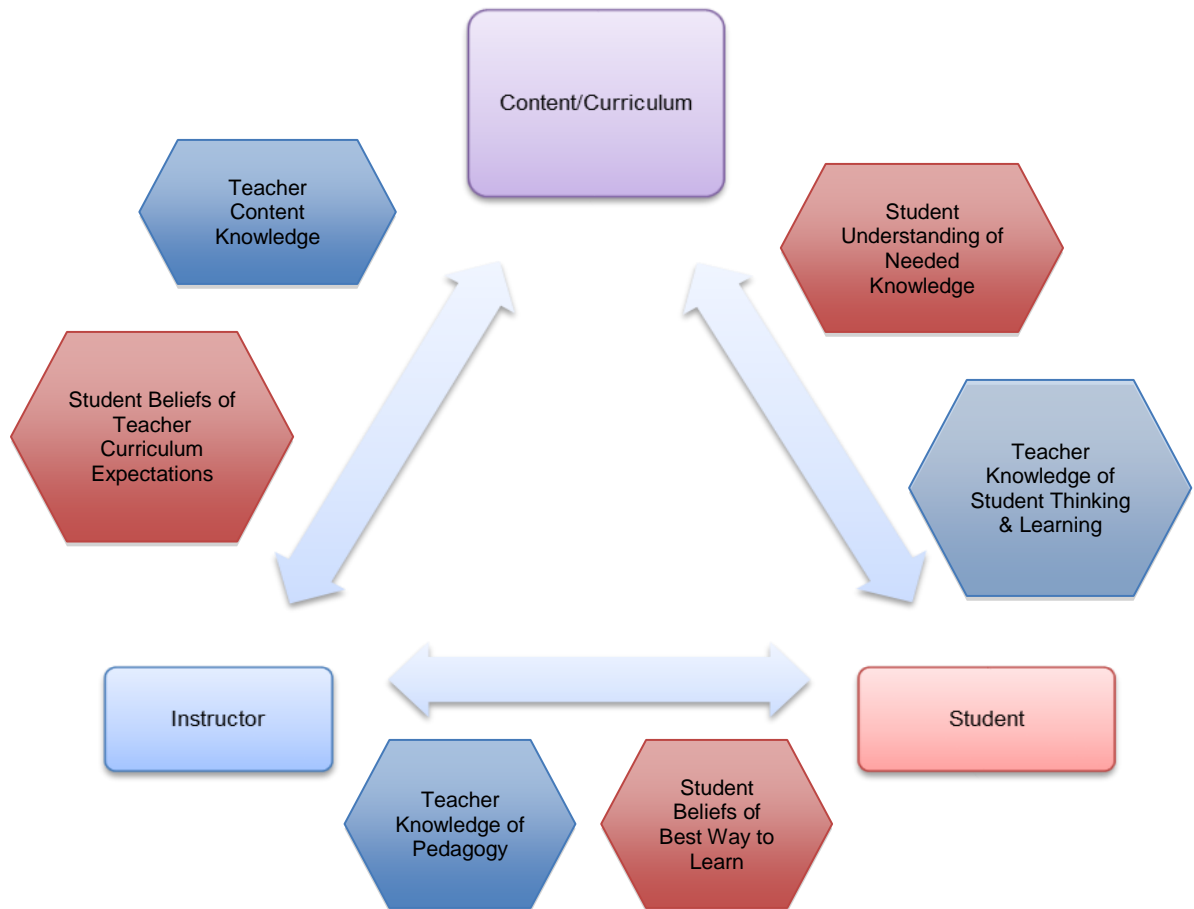 Content/Curriculum
Teacher
Content
Knowledge
Student
Understanding of
Needed
Knowledge
Student Beliefs of
Teacher
Curriculum
Expectations
Teacher
Knowledge of
Student Thinking
& Learning
Instructor
Student
Teacher
Knowledge of
Pedagogy
Student
Beliefs of
Best Way to
Learn